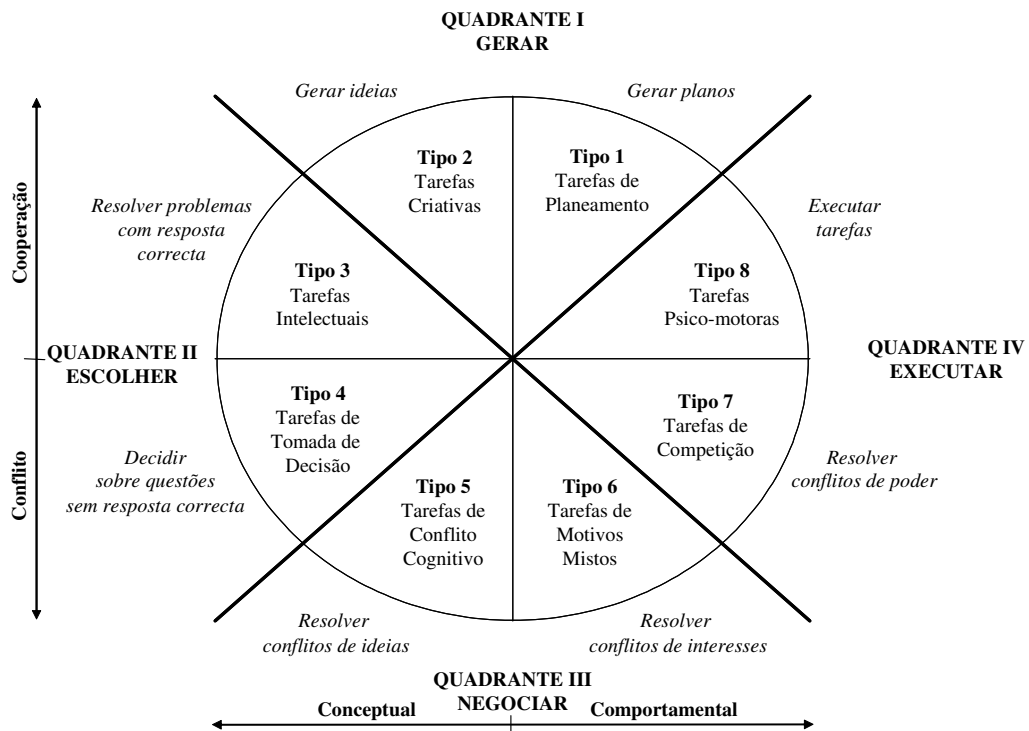 QUADRANTE I
GERAR
Gerar ideias
Gerar planos
Tipo 2
Tarefas
Criativas
Tipo 1
Tarefas de
Planeamento
Resolver problemas
com resposta
correcta
Executar
tarefas
Cooperação
Tipo 3
Tarefas
Intelectuais
Tipo 8
Tarefas
Psico-motoras
QUADRANTE II
ESCOLHER
QUADRANTE IV
EXECUTAR
Tipo 4
Tarefas de
Tomada de
Decisão
Tipo 7
Tarefas de
Competição
Conflito
Decidir
sobre questões
sem resposta correcta
Resolver
conflitos de poder
Tipo 5
Tarefas de
Conflito
Cognitivo
Tipo 6
Tarefas de
Motivos
Mistos
Resolver
conflitos de ideias
Resolver
conflitos de interesses
QUADRANTE III
NEGOCIAR
Conceptual
Comportamental